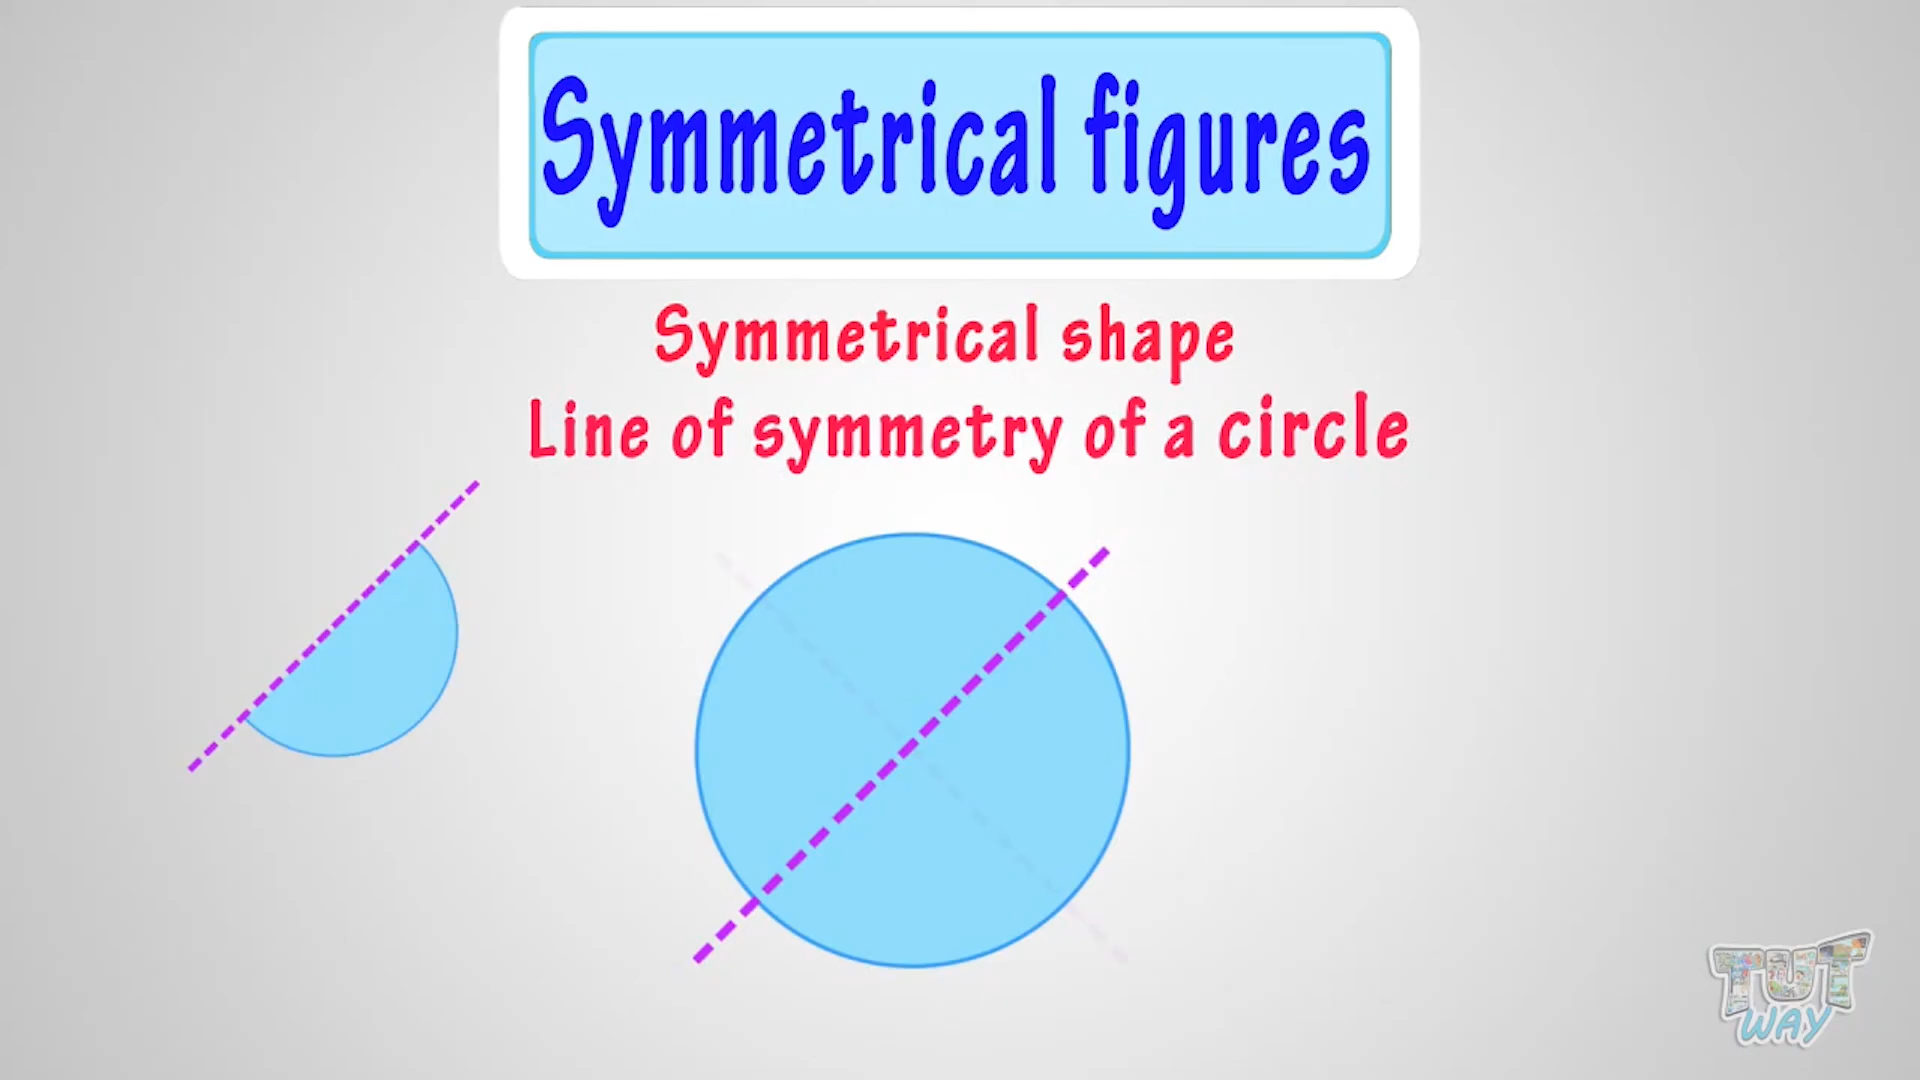 Symmetrical figures
Symmetrical shape
Line of symmetry of a circle
TUT
WAY